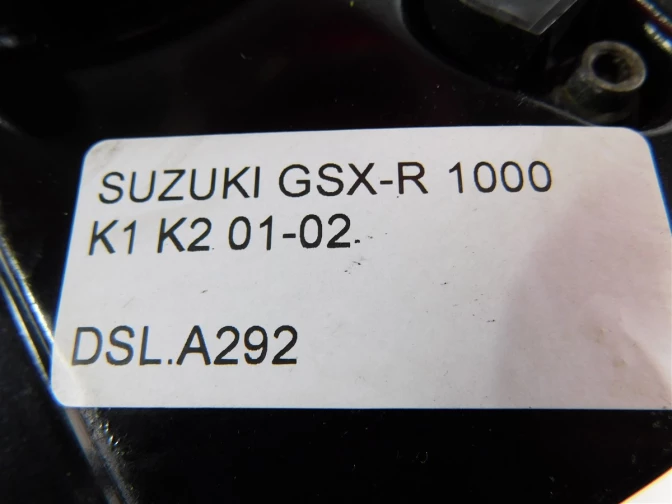 SUZUKI GSX-R 1000
K1 K2 01-02.
DSL.A292